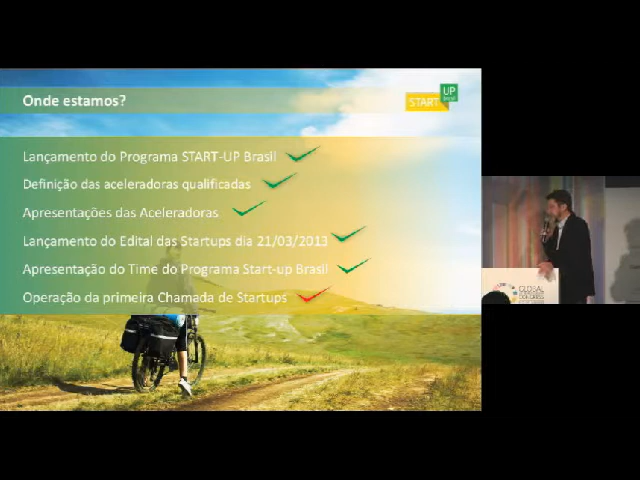 Onde estamos?
START
UP
Brasil
Lançamento do Programa START-UP Brasil
Definição das aceleradoras qualificadas
Apresentações das Aceleradoras
Lançamento do Edital das Startups dia 21/03/2013
Apresentação do Time do Programa Start-up Brasil
Operação da primeira Chamada de Startups
GLOBAL